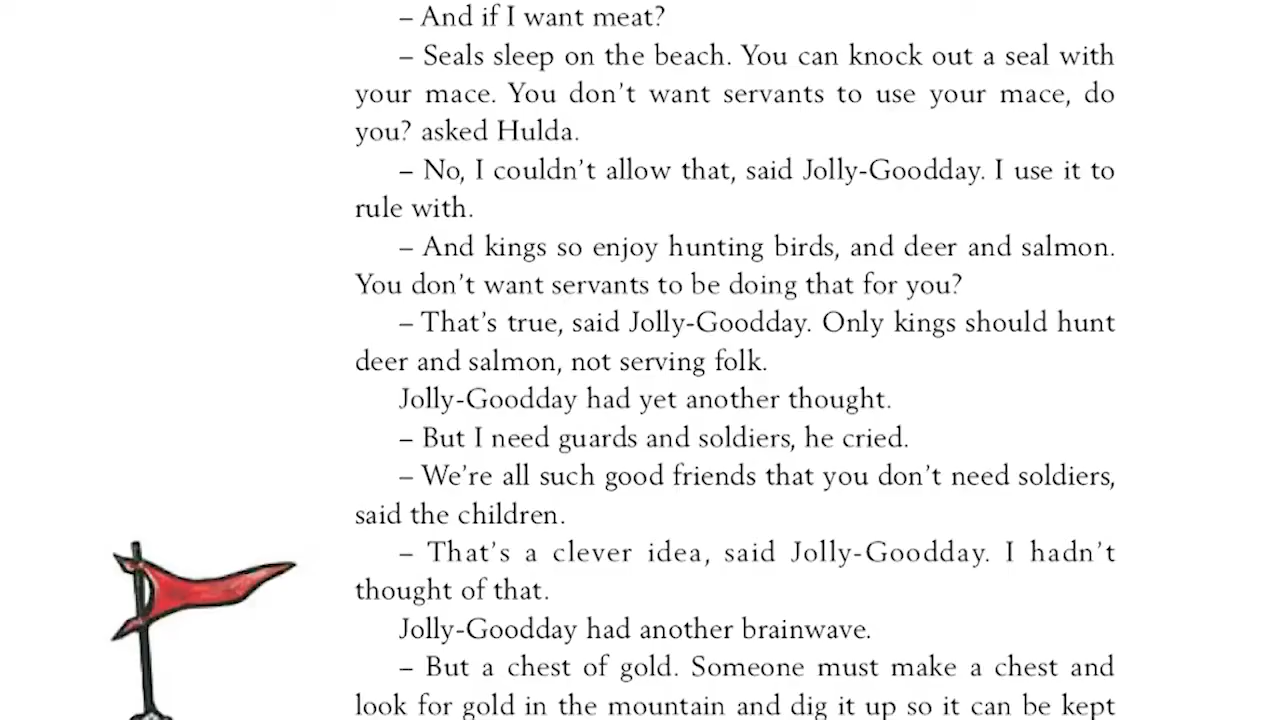 – And if I want meat?
– Seals sleep on the beach. You can knock out a seal with
your mace. You don't want servants to use your mace, do
you? asked Hulda.
– No, I couldn't allow that, said Jolly-Goodday. I use it to
rule with.
– And kings so enjoy hunting birds, and deer and salmon.
You don't want servants to be doing that for you?
– That's true, said Jolly-Goodday. Only kings should hunt
deer and salmon, not serving folk.
Jolly-Goodday had yet another thought.
– But I need guards and soldiers, he cried.
– We're all such good friends that you don't need soldiers,
said the children.
– That's a clever idea, said Jolly-Goodday. I hadn't
thought of that.
Jolly-Goodday had another brainwave.
– But a chest of gold. Someone must make a chest and
look for gold in the mountain and dig it up so it can be kept